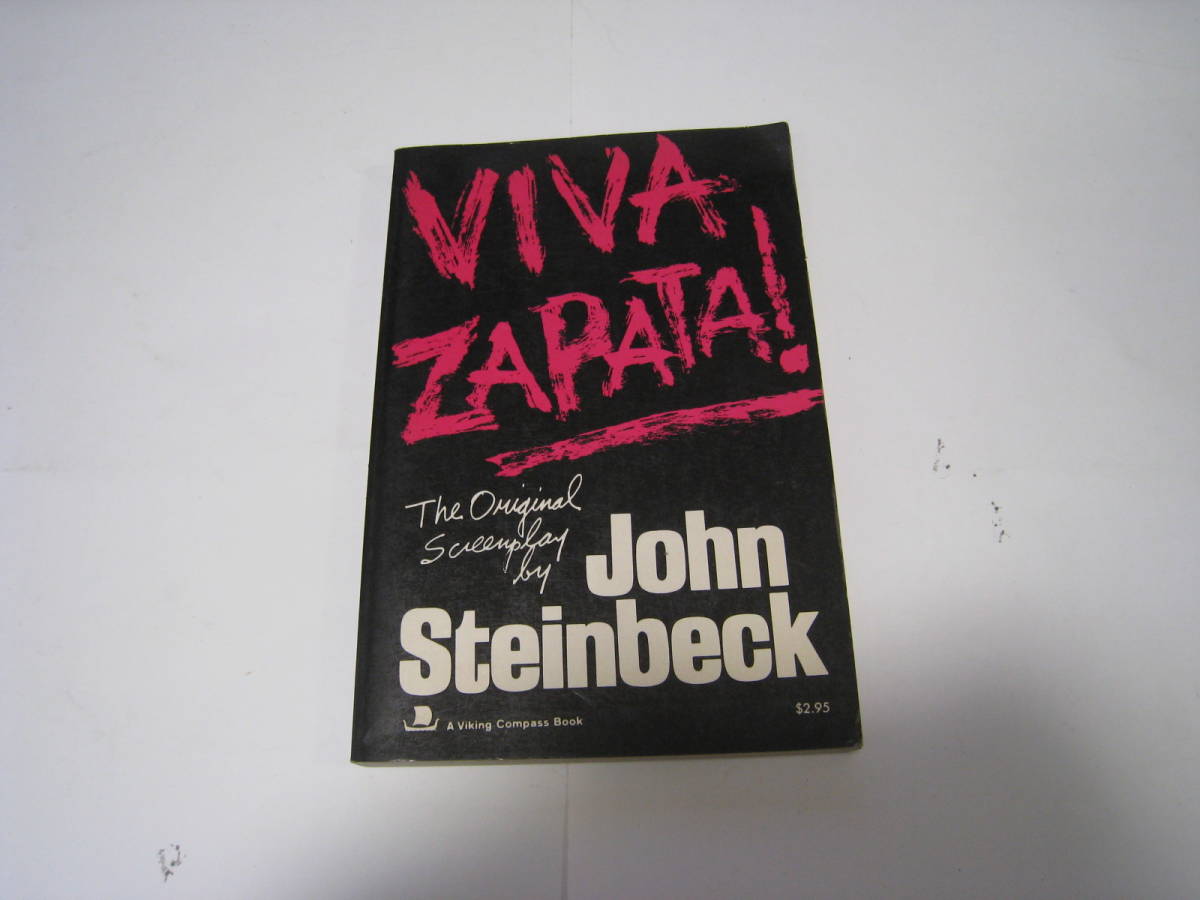 VIVA
ZAPATA!
The Original
Screenplay
by
John
Steinbeck
A Viking Compass Book
$2.95